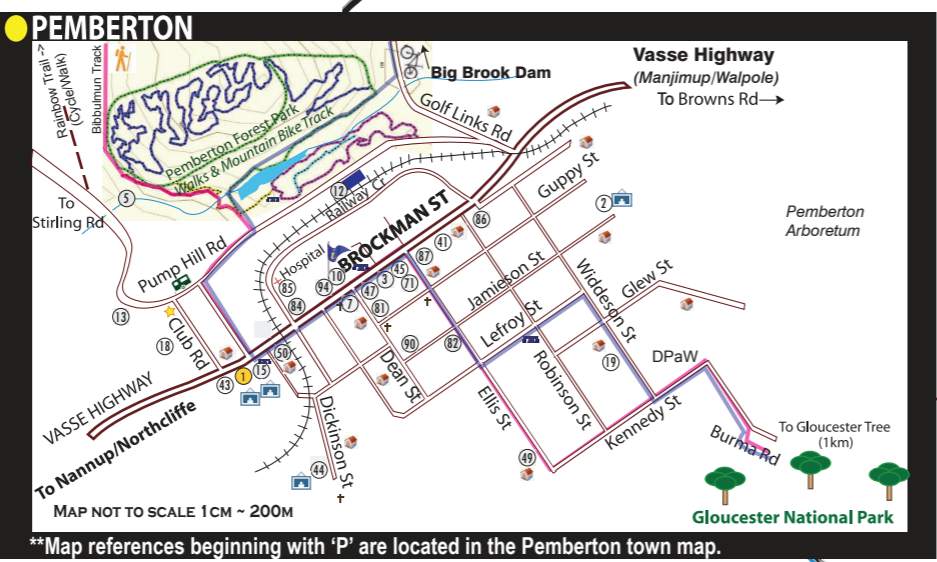 PEMBERTON
Rainbow Trail ->
(Cycle/Walk)
Bibbulmun Track
Pemberton Forest Park
Walks & Mountain Bike Track
Big Brook Dam
Vasse Highway
(Manjimup/Walpole)
To Browns Rd
Golf Links Rd
5
To
Stirling Rd
12
Railway Cr
Guppy St
2
Pemberton
Arboretum
Pump Hill Rd
Hospital
BROCKMAN ST
86
41
87
45
71
3
47
10
94
7
81
85
84
13
18
Club Rd
Jamieson St
Widdeson St
Glew St
Lefroy St
90
82
Dean St
Robinson St
19
DPaW
50
15
1
43
VASSE HIGHWAY
To Nannup/Northcliffe
Dickinson St
44
Ellis St
49
Kennedy St
Burma Rd
To Gloucester Tree
(1km)
Gloucester National Park
MAP NOT TO SCALE 1CM ~ 200M
**Map references beginning with ‘P’ are located in the Pemberton town map.